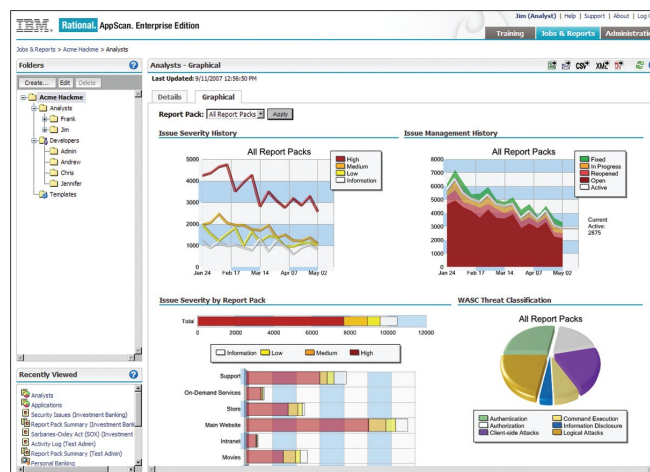 IBM. Rational. AppScan. Enterprise Edition
Jim (Analyst) | Help | Support | About | Log
Training Jobs & Reports Administratio
Jobs & Reports > Acme Hackme > Analysts
Folders
Create... Edit Delete
Acme Hackme
Analysts
Frank
Jim
Developers
Admin
Andrew
Chris
Jennifer
Templates
Recently Viewed
Analysts
Applications
Security Issues (Investment Banking)
Report Pack Summary (Investment Bank
Sarbanes-Oxley Act (SOX) (Investment
Activity Log (Test Admin)
Report Pack Summary (Test Admin)
Personal Banking
Analysts - Graphical
CSV XML
Last Updated: 9/11/2007 12:56:50 PM
Details Graphical
Report Pack: All Report Packs Apply
Issue Severity History
All Report Packs
5000
4000
3000
2000
1000
0
Jan 24 Feb 17 Mar 14 Apr 07 May 02
High
Medium
Low
Information
Issue Management History
All Report Packs
8000
7000
6000
5000
4000
3000
2000
1000
0
Jan 24 Feb 17 Mar 14 Apr 07 May 02
Fixed
In Progress
Reopened
Open
Active
Current
Active:
2875
Issue Severity by Report Pack
Total
0 2000 4000 6000 8000 10000 12000
Information Low Medium High
Support
On-Demand Services
Store
Main Website
Intranet
Movies
WASC Threat Classification
All Report Packs
Authentication
Authorization
Client-side Attacks
Command Execution
Information Disclosure
Logical Attacks